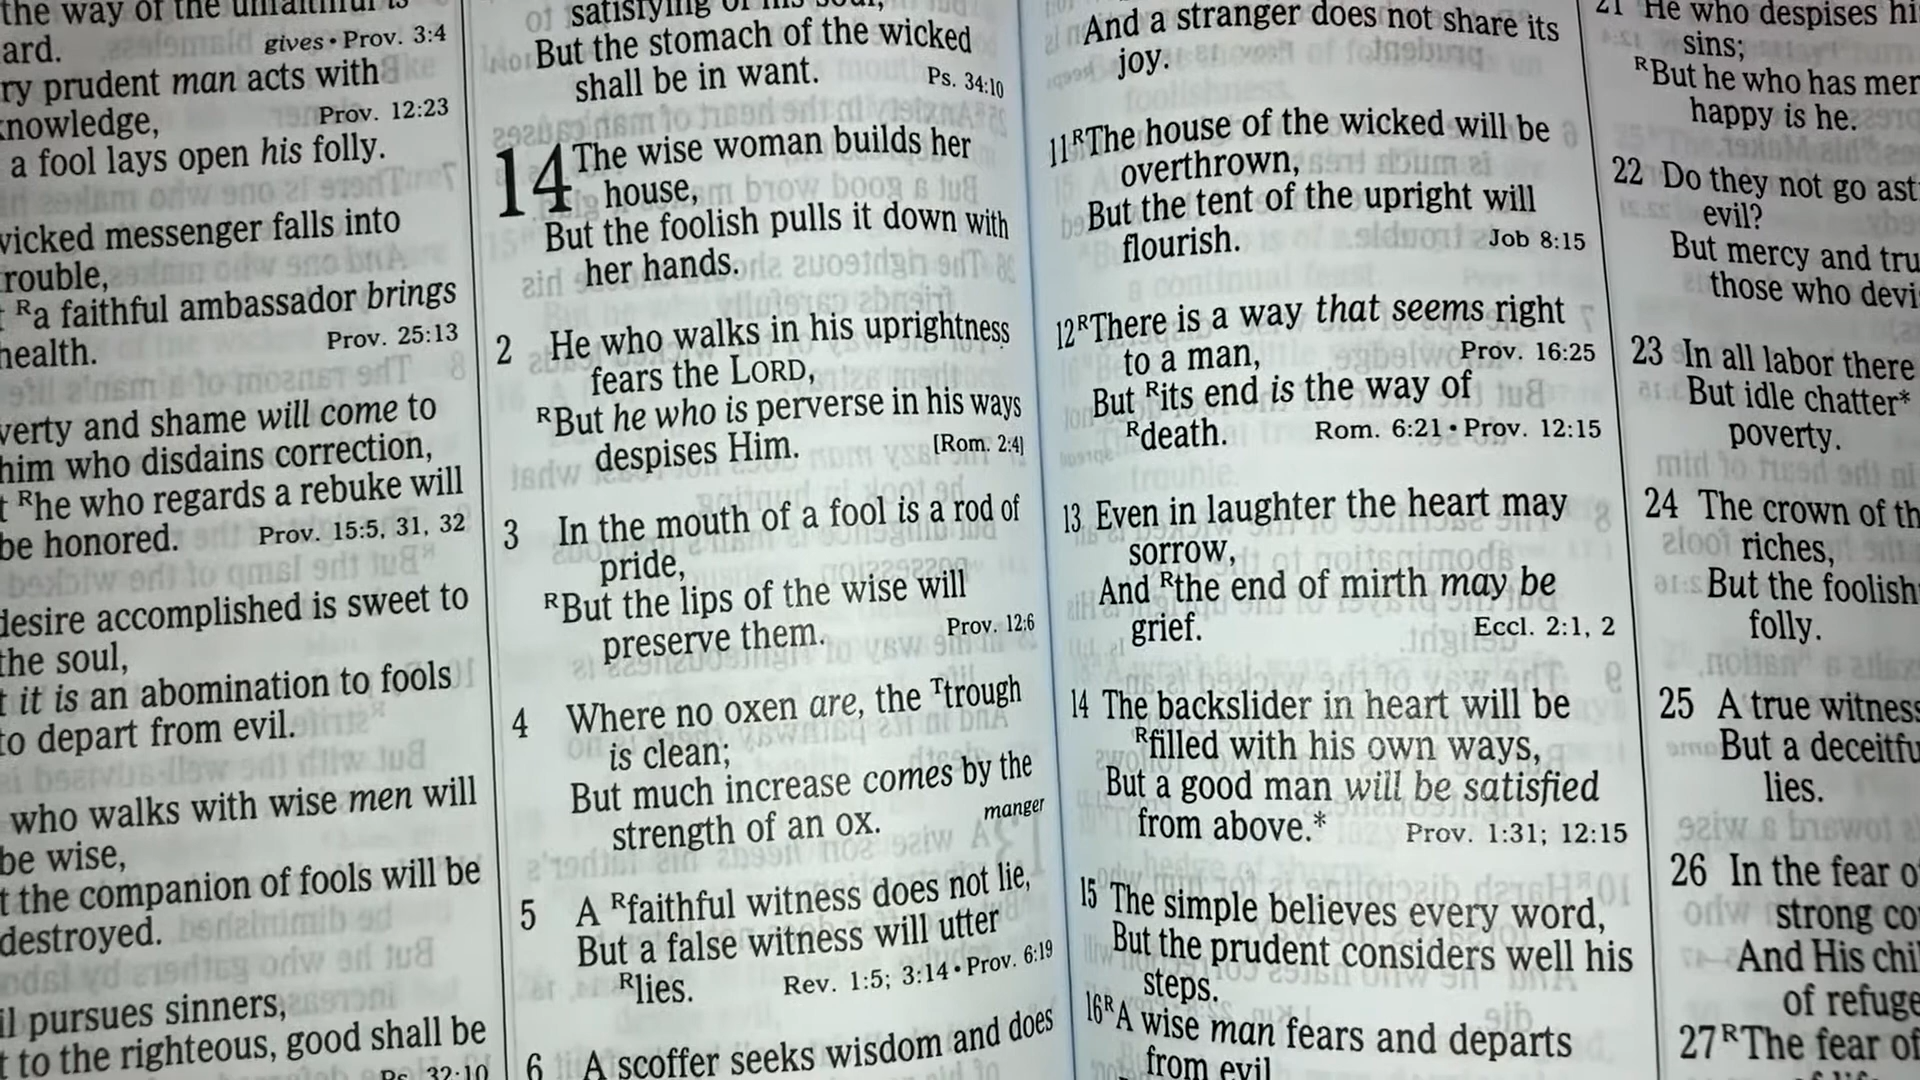 the way of the unfaithful is
ard.
gives • Prov. 3:4
ry prudent man acts with
knowledge,
Prov. 12:23
a fool lays open his folly.
wicked messenger falls into
rouble,
t ᴿa faithful ambassador brings
health.
Prov. 25:13
verty and shame will come to
him who disdains correction,
t ᴿhe who regards a rebuke will
be honored.
Prov. 15:5, 31, 32
desire accomplished is sweet to
the soul,
t it is an abomination to fools
to depart from evil.
who walks with wise men will
be wise,
t the companion of fools will be
destroyed.
il pursues sinners,
t to the righteous, good shall be
Ps. 32:10
satisfying of his soul,
But the stomach of the wicked
shall be in want.
Ps. 34:10
14 The wise woman builds her
house,
But the foolish pulls it down with
her hands.
2 He who walks in his uprightness
fears the LORD,
ᴿBut he who is perverse in his ways
despises Him.
[Rom. 2:4]
3 In the mouth of a fool is a rod of
pride,
ᴿBut the lips of the wise will
preserve them.
Prov. 12:6
4 Where no oxen are, the ᵀtrough
is clean;
But much increase comes by the
strength of an ox.
manger
5 A ᴿfaithful witness does not lie,
But a false witness will utter
ᴿlies.
Rev. 1:5; 3:14 • Prov. 6:19
6 A scoffer seeks wisdom and does
And a stranger does not share its
joy.
11 ᴿThe house of the wicked will be
overthrown,
But the tent of the upright will
flourish.
Job 8:15
12 ᴿThere is a way that seems right
to a man,
Prov. 16:25
But ᴿits end is the way of
ᴿdeath.
Rom. 6:21 • Prov. 12:15
13 Even in laughter the heart may
sorrow,
And ᴿthe end of mirth may be
grief.
Eccl. 2:1, 2
14 The backslider in heart will be
ᴿfilled with his own ways,
But a good man will be satisfied
from above.*
Prov. 1:31; 12:15
15 The simple believes every word,
But the prudent considers well his
steps.
16 ᴿA wise man fears and departs
from evil
21 He who despises hi
sins;
ᴿBut he who has mer
happy is he.
22 Do they not go ast
evil?
But mercy and tru
those who devi
23 In all labor there
But idle chatter*
poverty.
24 The crown of th
riches,
But the foolish
folly.
25 A true witness
But a deceitfu
lies.
26 In the fear o
strong co
And His chi
of refuge
27 ᴿThe fear of